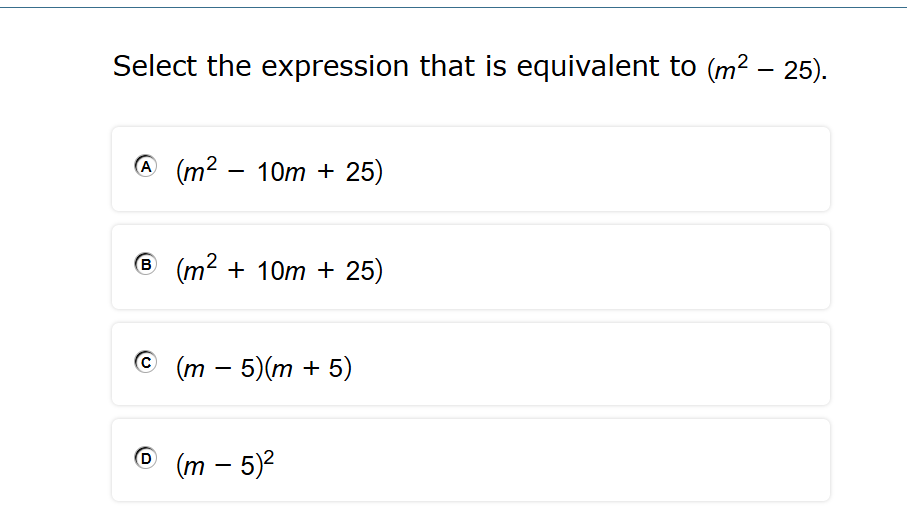 Select the expression that is equivalent to (m² – 25).
Ⓐ (m² – 10m + 25)
Ⓑ (m² + 10m + 25)
Ⓒ (m – 5)(m + 5)
Ⓓ (m – 5)²